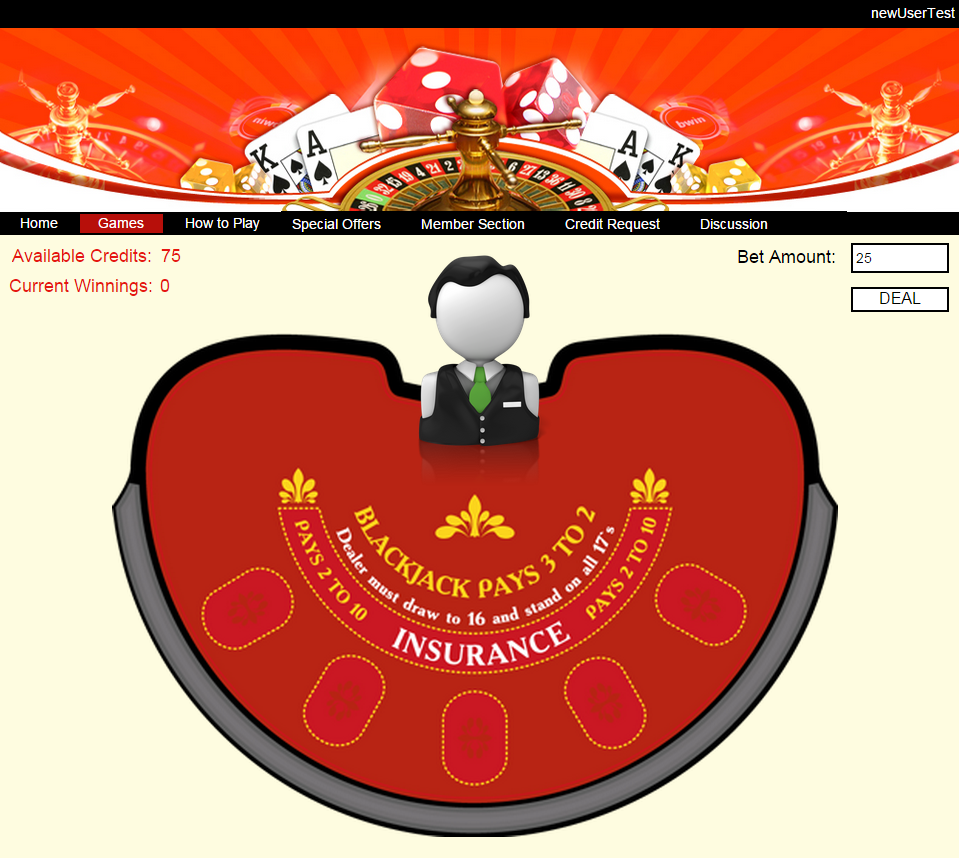 newUserTest
K A
A K
bwin
Home Games How to Play Special Offers Member Section Credit Request Discussion
Available Credits: 75
Bet Amount: 25
Current Winnings: 0
DEAL
BLACKJACK PAYS 3 TO 2
Dealer must draw to 16 and stand on all 17's
PAYS 2 TO 10
PAYS 2 TO 10
INSURANCE